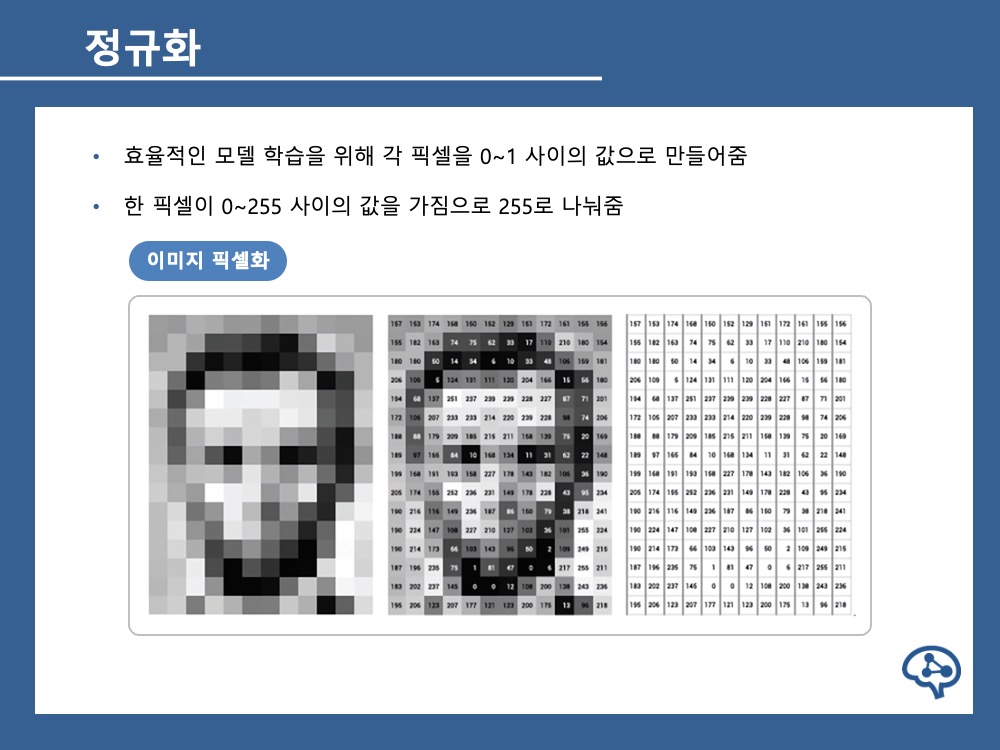 정규화
• 효율적인 모델 학습을 위해 각 픽셀을 0~1 사이의 값으로 만들어줌
• 한 픽셀이 0~255 사이의 값을 가짐으로 255로 나눠줌
이미지 픽셀화
157 153 174 168 150 152 129 151 172 161 155 156
155 182 163 74 75 62 33 17 110 210 180 154
180 180 50 14 34 6 10 33 48 106 159 181
206 109 5 124 131 111 120 204 166 15 56 180
194 68 137 251 237 239 239 228 227 87 71 201
172 105 207 233 233 214 220 239 228 98 74 206
188 88 179 209 185 215 211 158 139 75 20 169
189 97 165 84 10 168 134 11 31 62 22 148
199 168 191 193 158 227 178 143 182 106 36 190
205 174 155 252 236 231 149 178 228 43 95 234
190 216 116 149 236 187 86 150 79 38 218 241
190 224 147 108 227 210 127 102 36 101 255 224
190 214 173 66 103 143 96 50 2 109 249 215
187 196 235 75 1 81 47 0 6 217 255 211
183 202 237 145 0 0 12 108 200 138 243 236
195 206 123 207 177 121 123 200 175 13 96 218
157 153 174 168 150 152 129 151 172 161 155 156
155 182 163 74 75 62 33 17 110 210 180 154
180 180 50 14 34 6 10 33 48 106 159 181
206 109 5 124 131 111 120 204 166 15 56 180
194 68 137 251 237 239 239 228 227 87 71 201
172 105 207 233 233 214 220 239 228 98 74 206
188 88 179 209 185 215 211 158 139 75 20 169
189 97 165 84 10 168 134 11 31 62 22 148
199 168 191 193 158 227 178 143 182 106 36 190
205 174 155 252 236 231 149 178 228 43 95 234
190 216 116 149 236 187 86 150 79 38 218 241
190 224 147 108 227 210 127 102 36 101 255 224
190 214 173 66 103 143 96 50 2 109 249 215
187 196 235 75 1 81 47 0 6 217 255 211
183 202 237 145 0 0 12 108 200 138 243 236
195 206 123 207 177 121 123 200 175 13 96 218